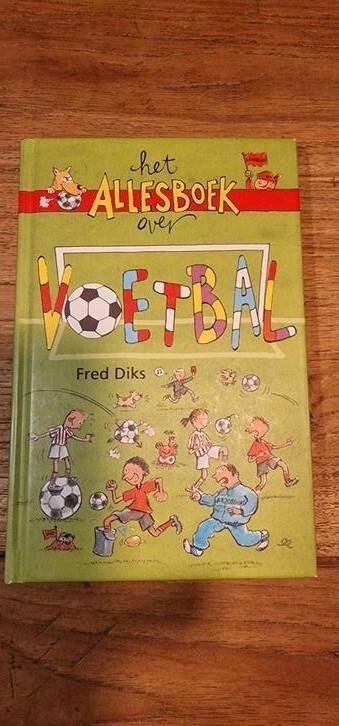 het
ALLESBOEK
over
VOETBAL
Fred Diks